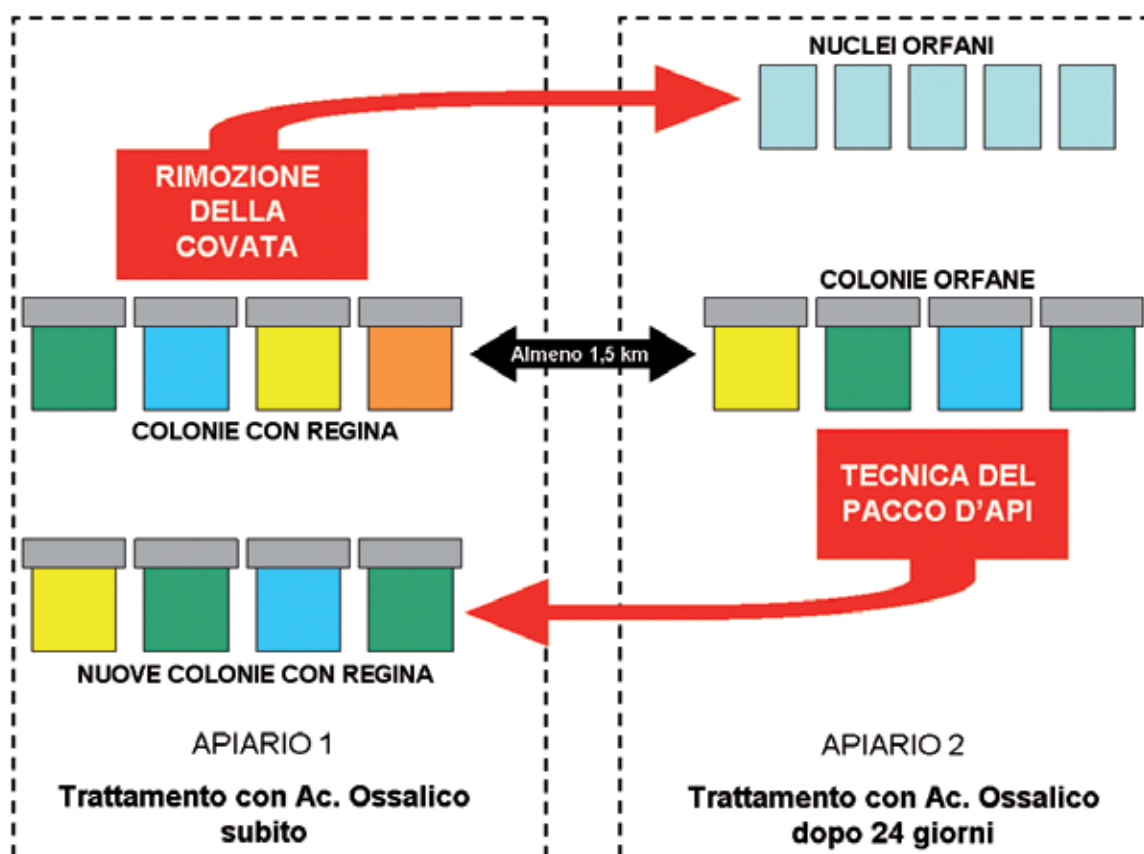 NUCLEI ORFANI
RIMOZIONE
DELLA
COVATA
COLONIE ORFANE
Almeno 1,5 km
COLONIE CON REGINA
TECNICA DEL
PACCO D'API
NUOVE COLONIE CON REGINA
APIARIO 1
Trattamento con Ac. Ossalico
subito
APIARIO 2
Trattamento con Ac. Ossalico
dopo 24 giorni